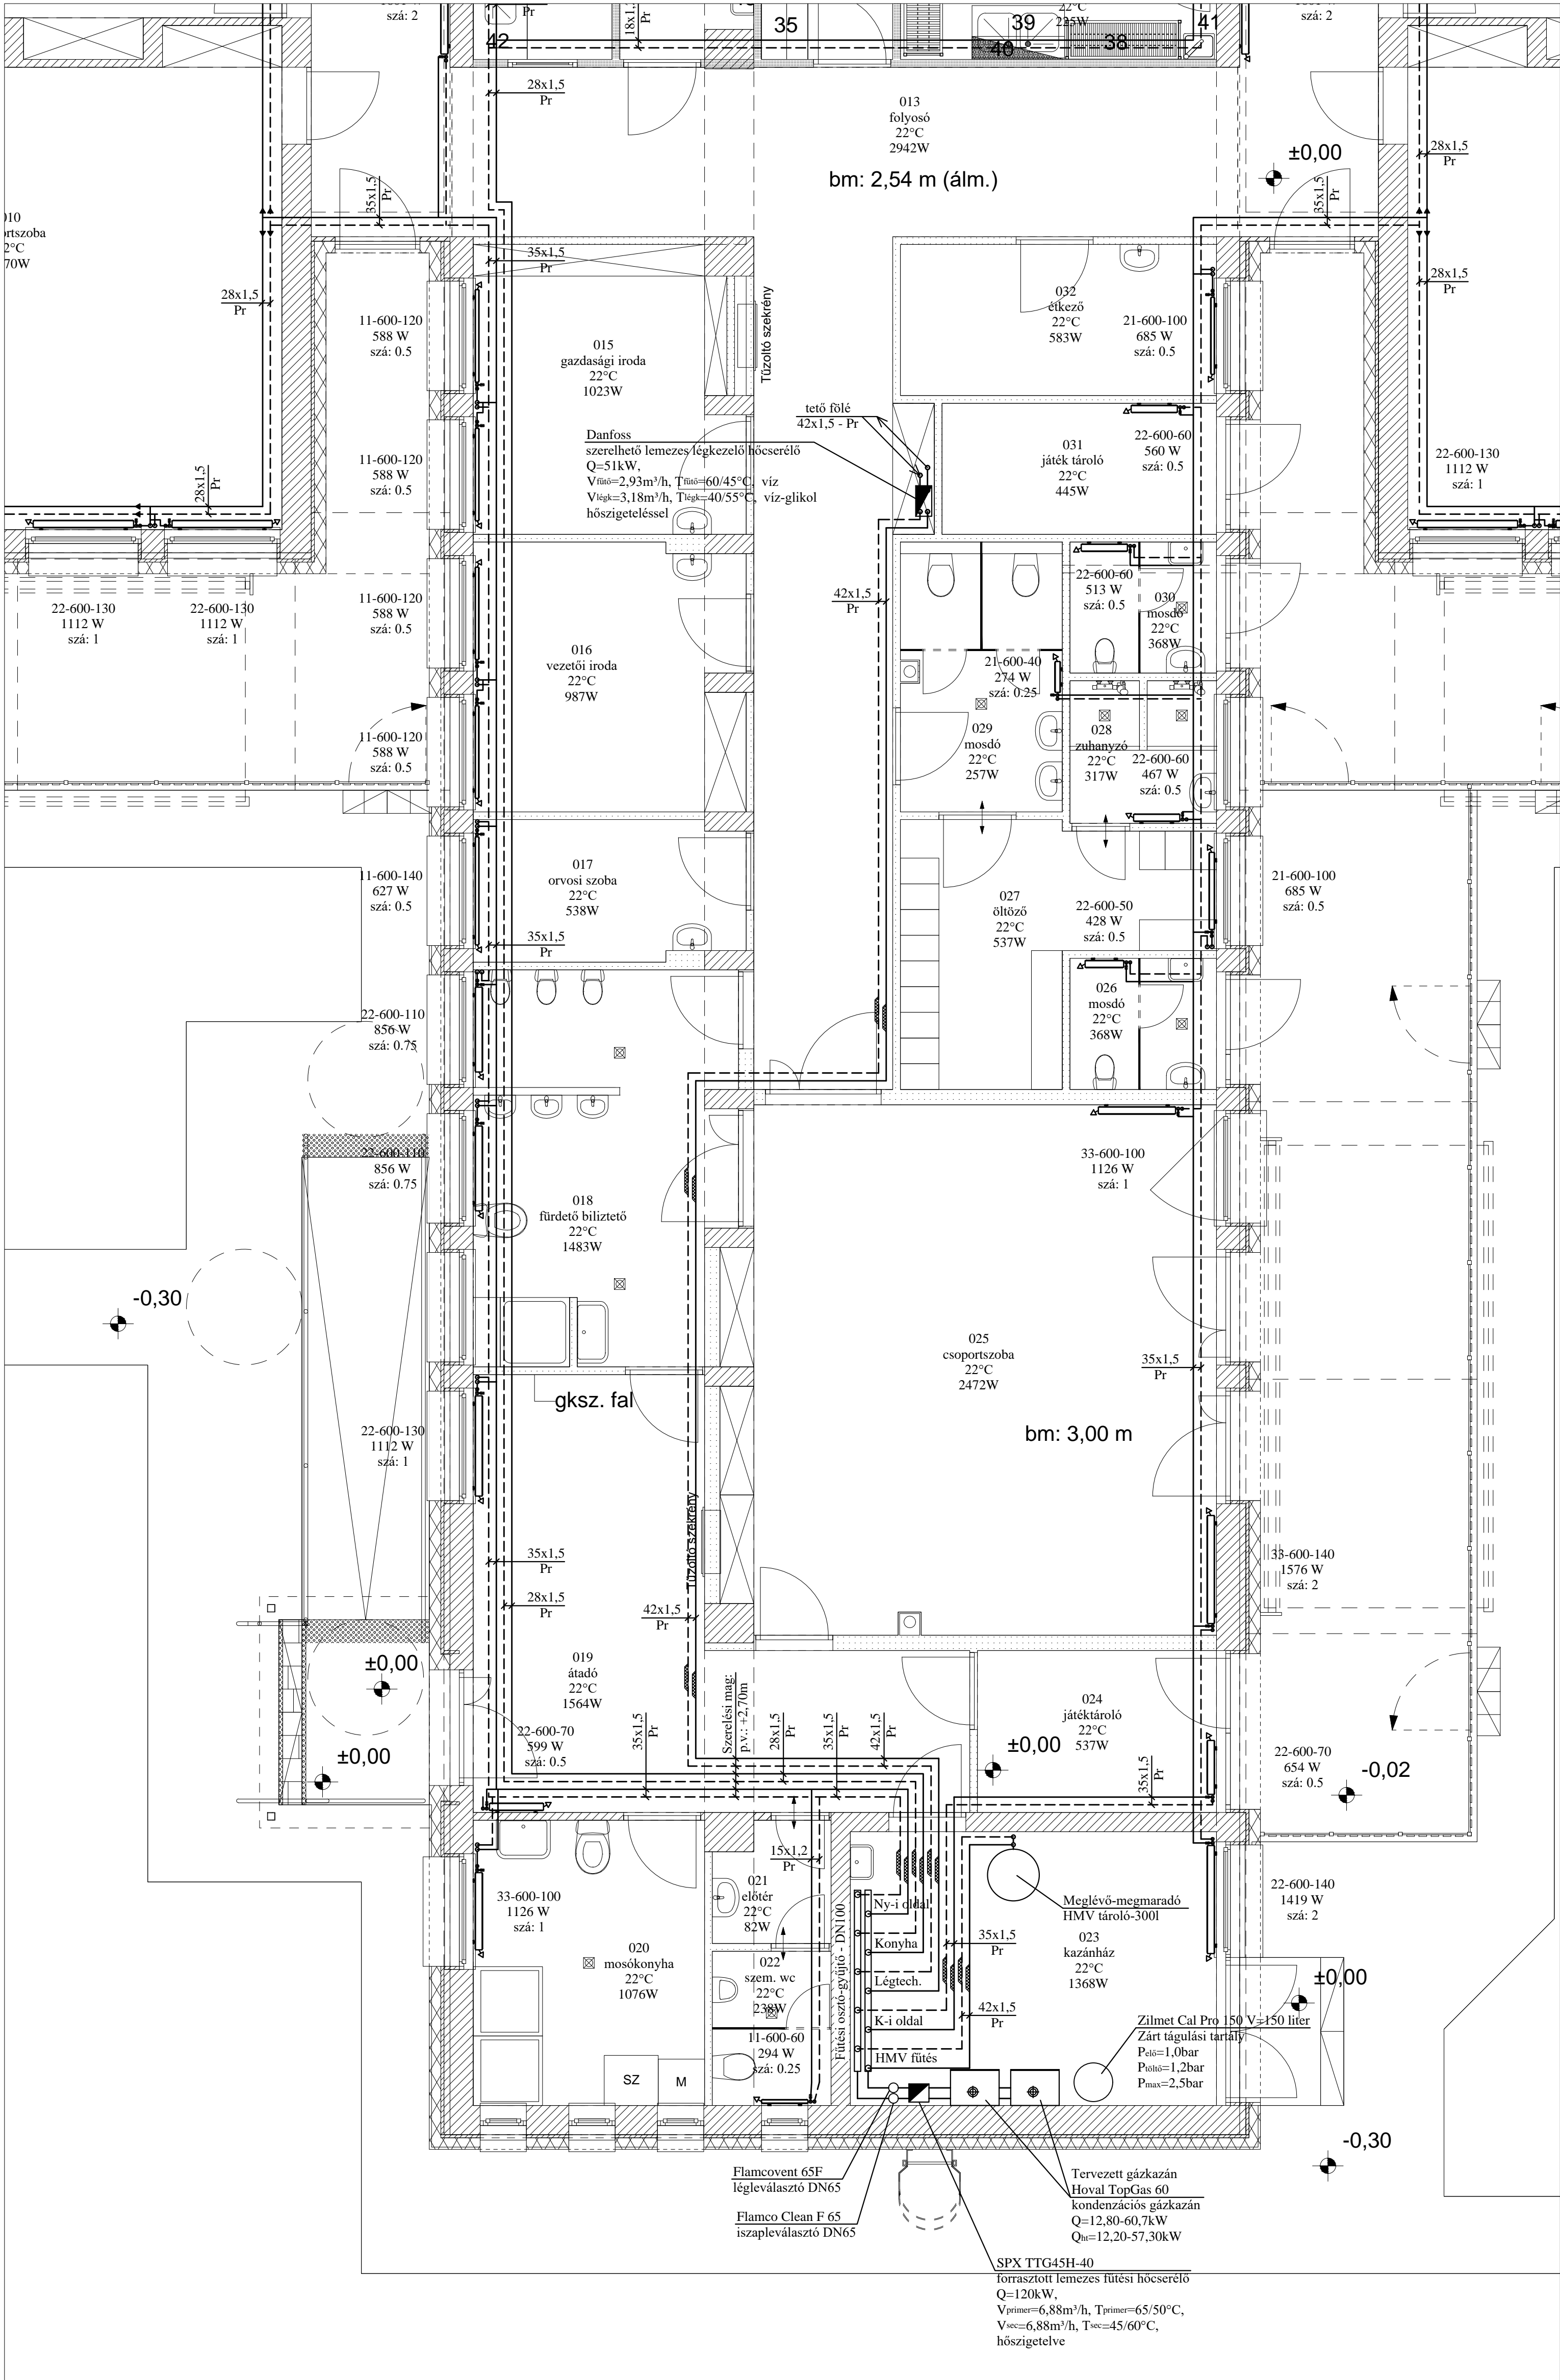 szá: 2
Pr
18x1,2
Pr
35
39
22°C
225W
41
szá: 2
42
40
38
28x1,5
Pr
013
folyosó
22°C
2942W
bm: 2,54 m (álm.)
±0,00
28x1,5
Pr
35x1,5
Pr
35x1,5
Pr
010
22°C
35x1,5
Pr
28x1,5
Pr
28x1,5
Pr
11-600-120
588 W
szá: 0.5
015
gazdasági iroda
22°C
1023W
Tűzoltó szekrény
032
étkező
22°C
583W
21-600-100
685 W
szá: 0.5
tető fölé
42x1,5 - Pr
Danfoss
szerelhető lemezes légkezelő hőcserélő
Q=51kW,
Vfűtő=2,93m³/h, Tfűtő=60/45°C, víz
Vlégk=3,18m³/h, Tlégk=40/55°C, víz-glikol
hőszigeteléssel
031
játék tároló
22°C
445W
22-600-60
560 W
szá: 0.5
11-600-120
588 W
szá: 0.5
28x1,5
Pr
22-600-130
1112 W
szá: 1
22-600-130
1112 W
szá: 1
22-600-130
1112 W
szá: 1
11-600-120
588 W
szá: 0.5
42x1,5
Pr
22-600-60
513 W
szá: 0.5
030
mosdó
22°C
368W
016
vezetői iroda
22°C
987W
21-600-40
274 W
szá: 0.25
11-600-120
588 W
szá: 0.5
029
mosdó
22°C
257W
028
zuhanyzó
22°C
317W
22-600-60
467 W
szá: 0.5
11-600-140
627 W
szá: 0.5
017
orvosi szoba
22°C
538W
027
öltöző
22°C
537W
22-600-50
428 W
szá: 0.5
21-600-100
685 W
szá: 0.5
35x1,5
Pr
22-600-110
856 W
szá: 0.75
026
mosdó
22°C
368W
22-600-110
856 W
szá: 0.75
33-600-100
1126 W
szá: 1
018
fürdető biliztető
22°C
1483W
-0,30
025
csoportszoba
22°C
2472W
35x1,5
Pr
gksz. fal
bm: 3,00 m
22-600-130
1112 W
szá: 1
Tűzoltó szekrény
35x1,5
Pr
28x1,5
Pr
42x1,5
Pr
33-600-140
1576 W
szá: 2
±0,00
019
átadó
22°C
1564W
22-600-70
599 W
szá: 0.5
35x1,5
Pr
Szerelési mag:
p.v.: +2,70m
28x1,5
Pr
35x1,5
Pr
42x1,5
Pr
024
játéktároló
22°C
537W
±0,00
±0,00
35x1,5
Pr
22-600-70
654 W
szá: 0.5
-0,02
15x1,2
Pr
33-600-100
1126 W
szá: 1
021
előtér
22°C
82W
020
mosókonyha
22°C
1076W
022
szem. wc
22°C
238W
11-600-60
294 W
szá: 0.25
SZ
M
Fűtési osztó-gyűjtő - DN100
Ny-i oldal
Konyha
Légtech.
K-i oldal
HMV fűtés
35x1,5
Pr
42x1,5
Pr
Meglévő-megmaradó
HMV tároló-300l
023
kazánház
22°C
1368W
22-600-140
1419 W
szá: 2
±0,00
Zilmet Cal Pro 150 V=150 liter
Zárt tágulási tartály
Pelő=1,0bar
Ptöltő=1,2bar
Pmax=2,5bar
-0,30
Flamcovent 65F
légleválasztó DN65
Flamco Clean F 65
iszapleválasztó DN65
Tervezett gázkazán
Hoval TopGas 60
kondenzációs gázkazán
Q=12,80-60,7kW
Qht=12,20-57,30kW
SPX TTG45H-40
forrasztott lemezes fűtési hőcserélő
Q=120kW,
Vprimer=6,88m³/h, Tprimer=65/50°C,
Vsec=6,88m³/h, Tsec=45/60°C,
hőszigetelve